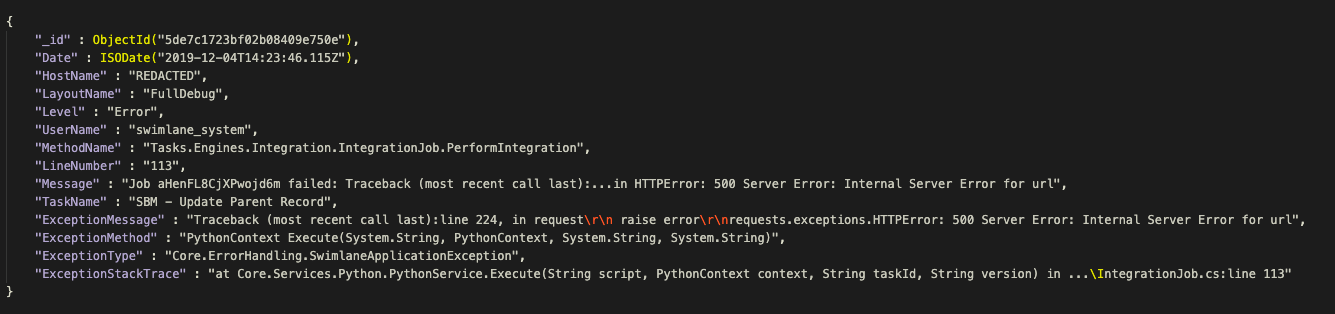 {
"_id" : ObjectId("5de7c1723bf02b08409e750e"),
"Date" : ISODate("2019-12-04T14:23:46.115Z"),
"HostName" : "REDACTED",
"LayoutName" : "FullDebug",
"Level" : "Error",
"UserName" : "swimlane_system",
"MethodName" : "Tasks.Engines.Integration.IntegrationJob.PerformIntegration",
"LineNumber" : "113",
"Message" : "Job aHenFL8CjXPwojd6m failed: Traceback (most recent call last):...in HTTPError: 500 Server Error: Internal Server Error for url",
"TaskName" : "SBM - Update Parent Record",
"ExceptionMessage" : "Traceback (most recent call last):line 224, in request\r\n raise error\r\nrequests.exceptions.HTTPError: 500 Server Error: Internal Server Error for url",
"ExceptionMethod" : "PythonContext Execute(System.String, PythonContext, System.String, System.String)",
"ExceptionType" : "Core.ErrorHandling.SwimlaneApplicationException",
"ExceptionStackTrace" : "at Core.Services.Python.PythonService.Execute(String script, PythonContext context, String taskId, String version) in ...\IntegrationJob.cs:line 113"
}